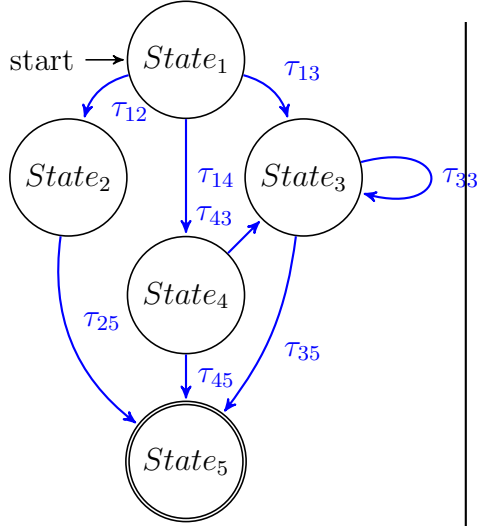 start
State₁
τ₁₃
τ₁₂
State₂
τ₁₄
State₃
τ₃₃
τ₄₃
State₄
τ₂₅
τ₃₅
τ₄₅
State₅